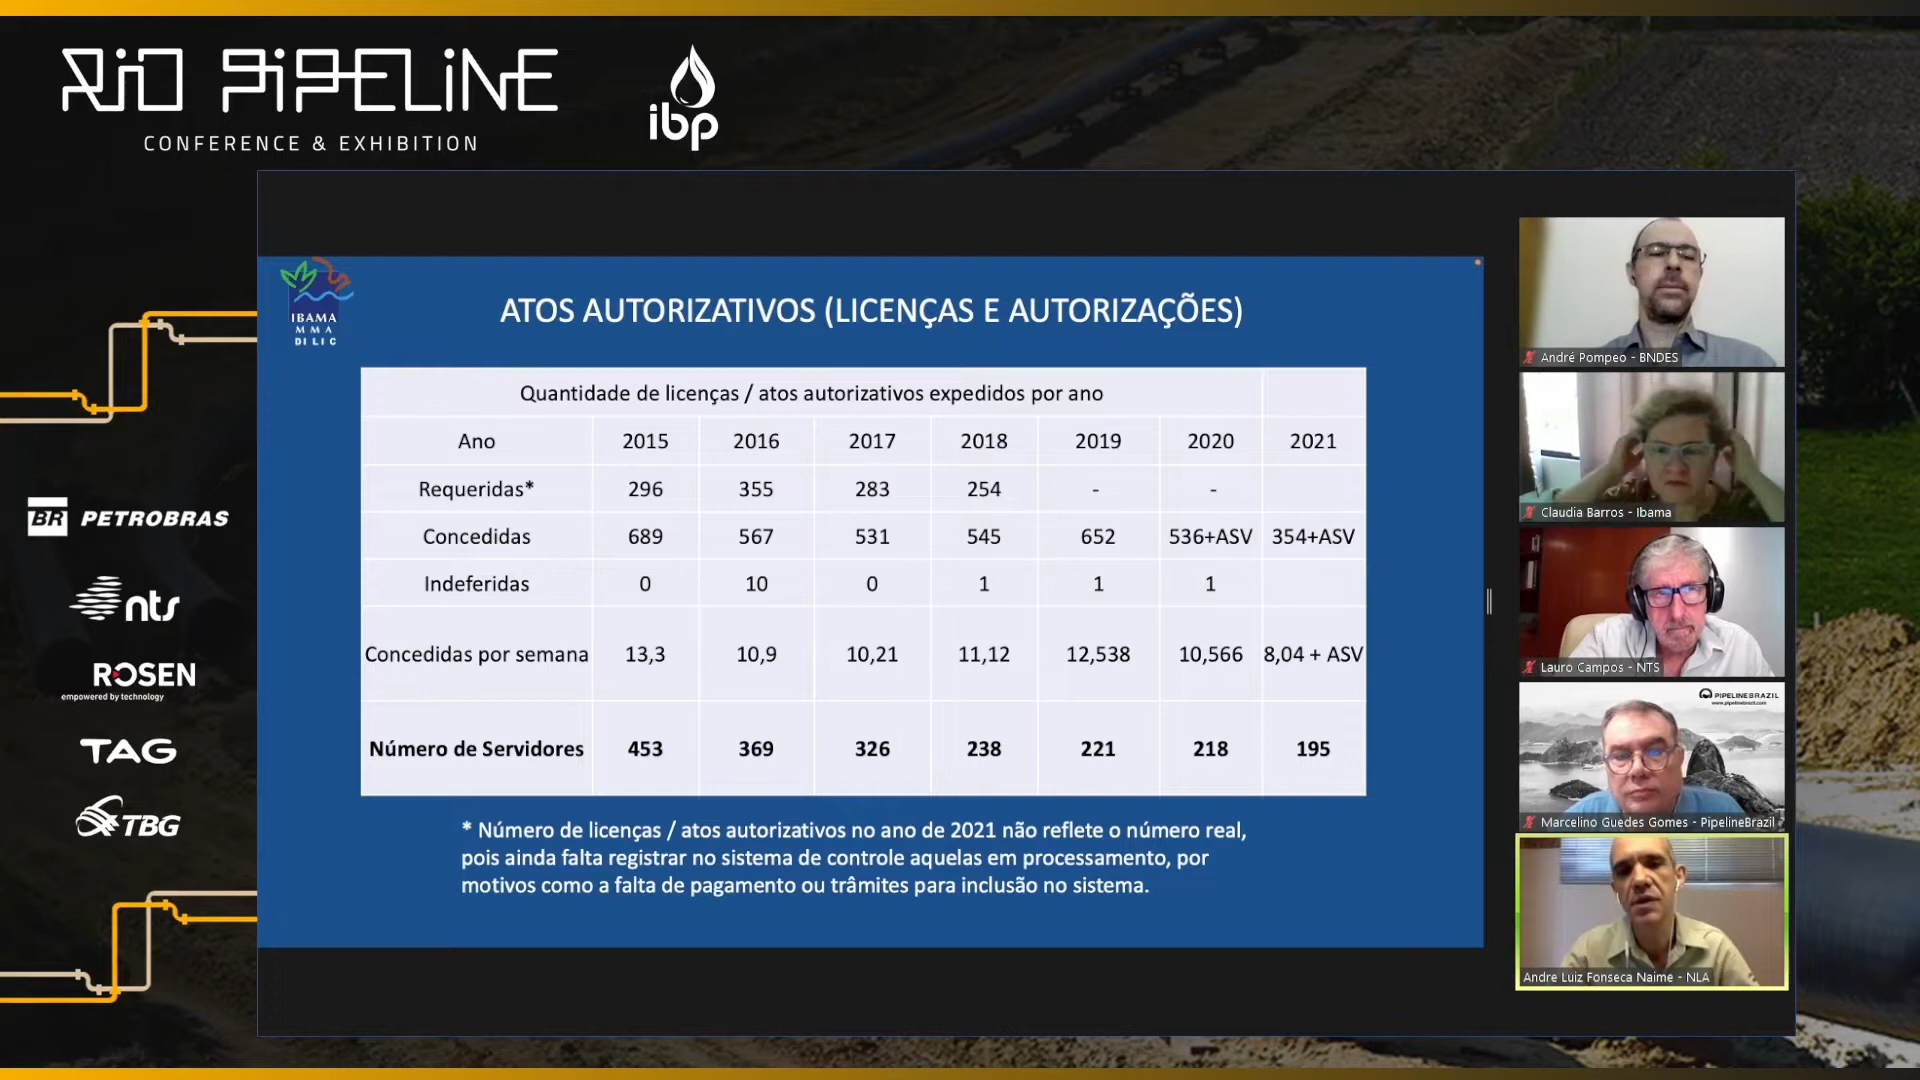 RiO PiPELiNE
CONFERENCE & EXHIBITION
ibp
BR PETROBRAS
nts
ROSEN
empowered by technology
TAG
TBG
IBAMA
MMA
DILIC
ATOS AUTORIZATIVOS (LICENÇAS E AUTORIZAÇÕES)
Quantidade de licenças / atos autorizativos expedidos por ano
Ano 2015 2016 2017 2018 2019 2020 2021
Requeridas* 296 355 283 254 - -
Concedidas 689 567 531 545 652 536+ASV 354+ASV
Indeferidas 0 10 0 1 1 1
Concedidas por semana 13,3 10,9 10,21 11,12 12,538 10,566 8,04 + ASV
Número de Servidores 453 369 326 238 221 218 195
* Número de licenças / atos autorizativos no ano de 2021 não reflete o número real,
pois ainda falta registrar no sistema de controle aquelas em processamento, por
motivos como a falta de pagamento ou trâmites para inclusão no sistema.
André Pompeo - BNDES
Claudia Barros - Ibama
Lauro Campos - NTS
PIPELINEBRAZIL
www.pipelinebrazil.com
Marcelino Guedes Gomes - PipelineBrazil
Andre Luiz Fonseca Naime - NLA